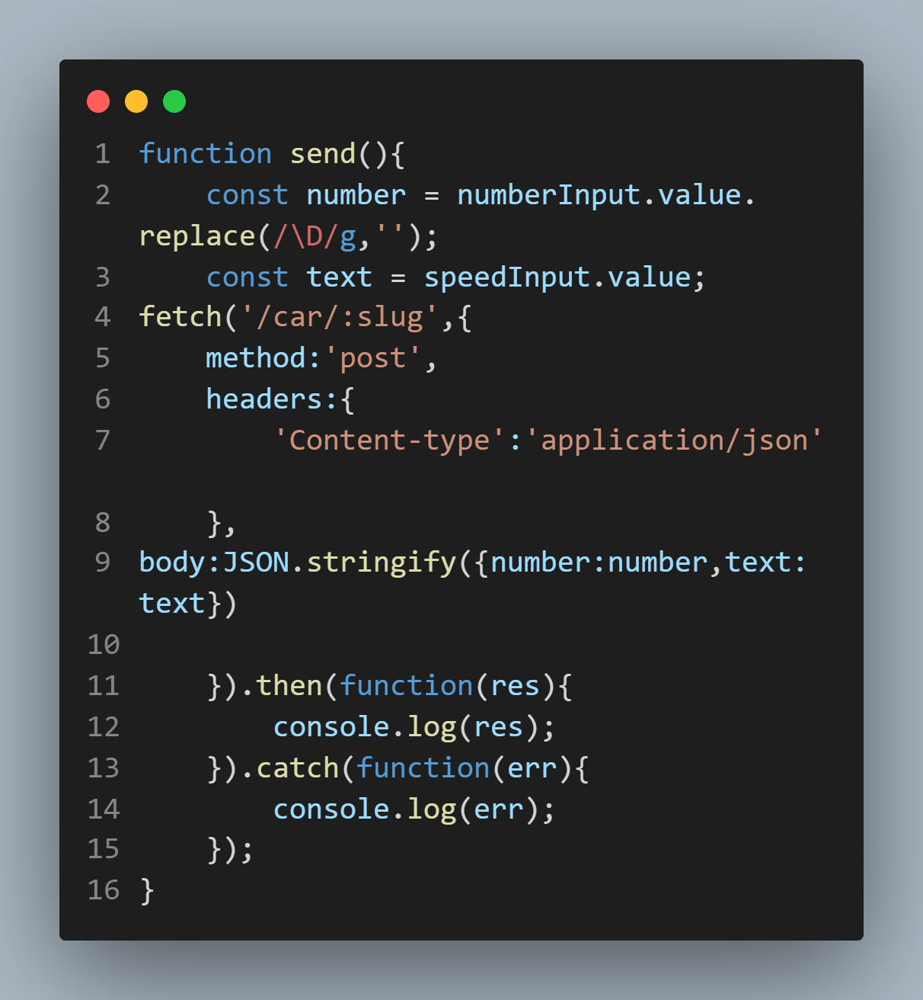 1 function send(){
2     const number = numberInput.value.
replace(/\D/g,'');
3     const text = speedInput.value;
4 fetch('/car/:slug',{
5     method:'post',
6     headers:{
7         'Content-type':'application/json'
8     },
9 body:JSON.stringify({number:number,text:
text})
10
11     }).then(function(res){
12         console.log(res);
13     }).catch(function(err){
14         console.log(err);
15     });
16 }